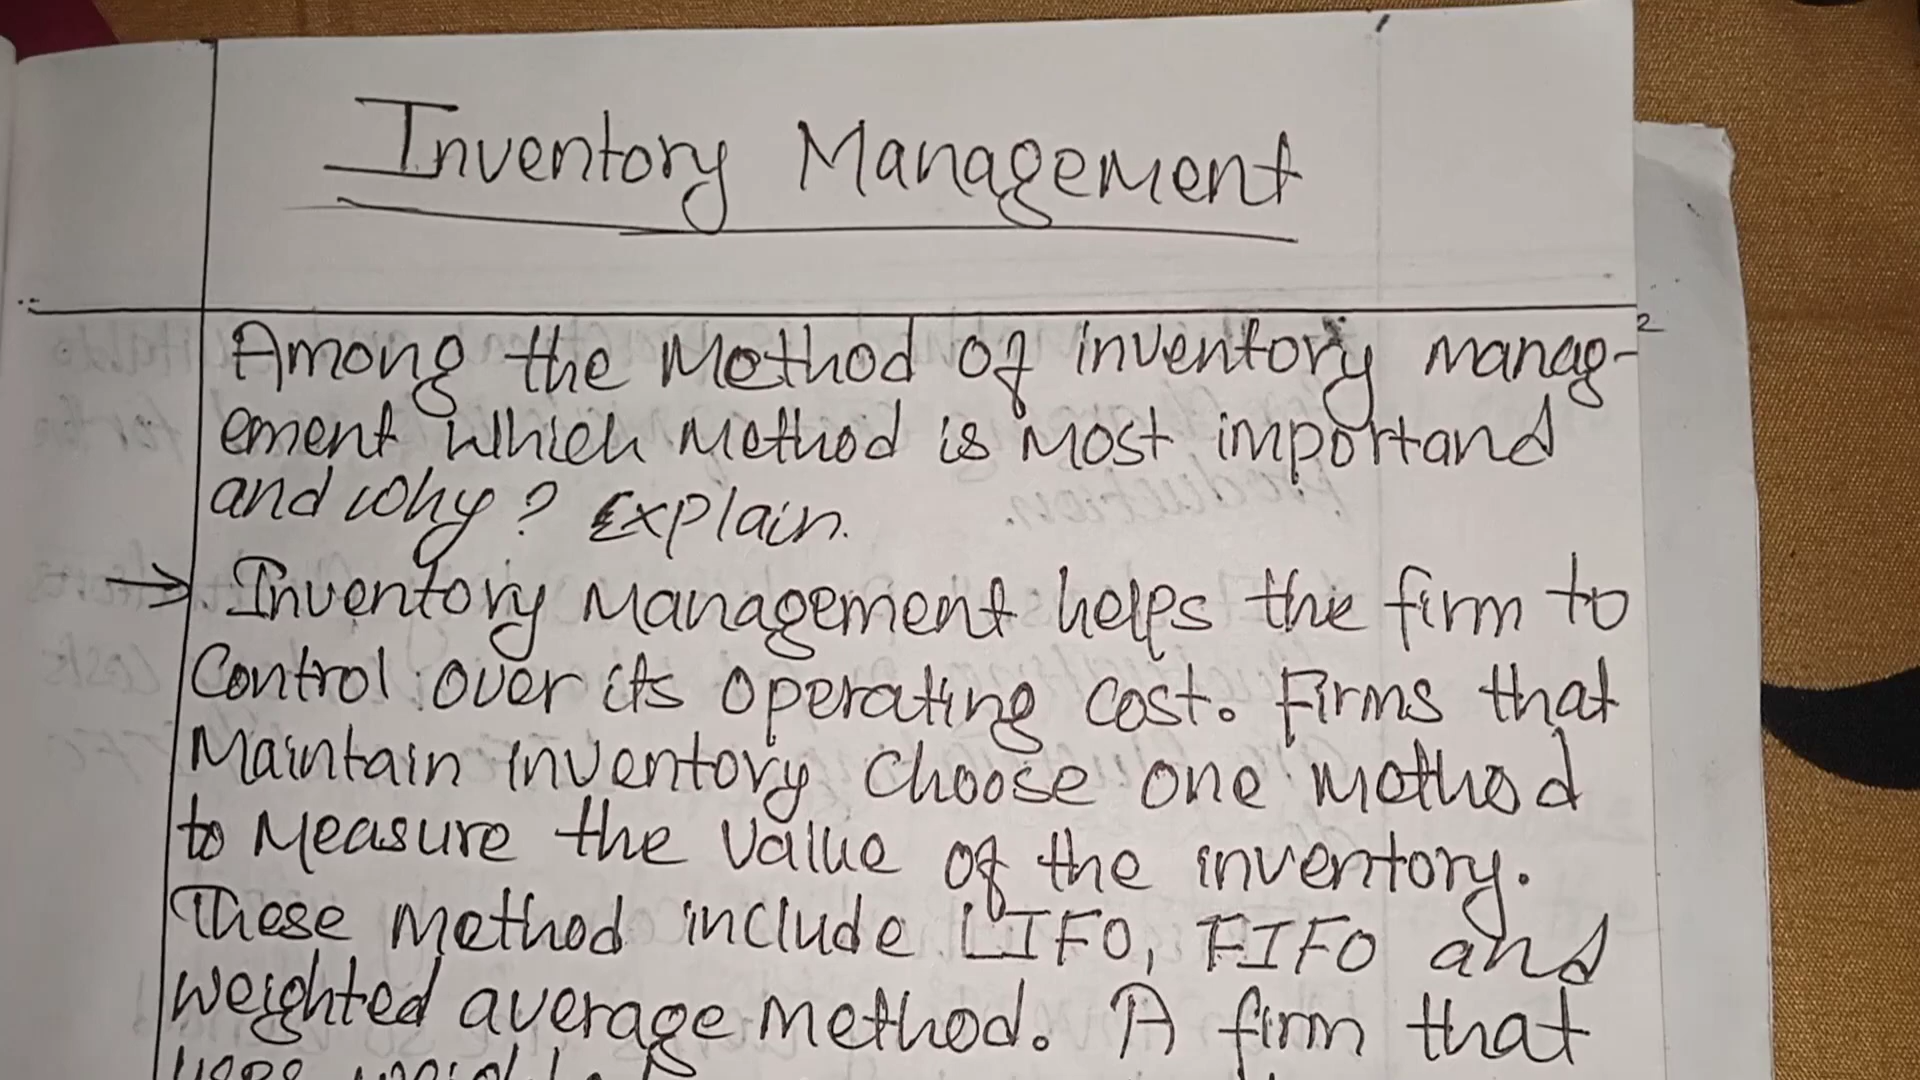 Inventory Management
Among the Method of inventory manag-
ement which Method is Most importand
and why? Explain.
→ Inventory Management helps the firm to
Control over its operating cost. Firms that
Maintain inventory choose one method
to Measure the value of the inventory.
These method include LIFO, FIFO and
weighted average method. A firm that